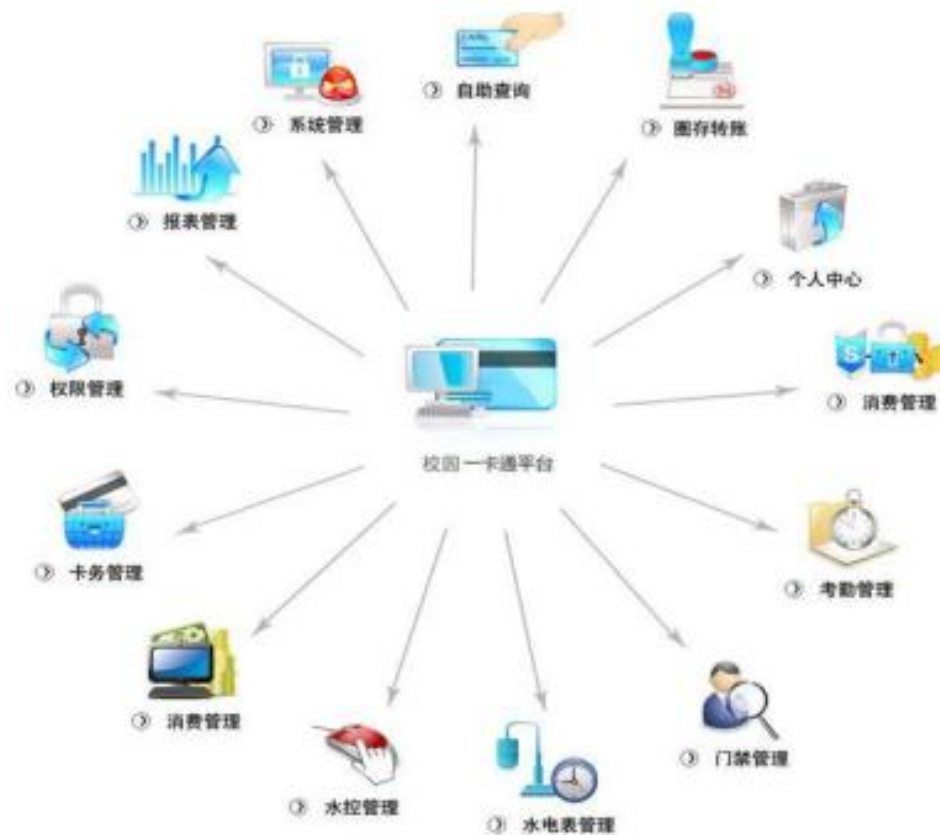 自助查询
系统管理
圈存转账
报表管理
个人中心
权限管理
消费管理
校园一卡通平台
卡务管理
考勤管理
消费管理
门禁管理
水控管理
水电表管理